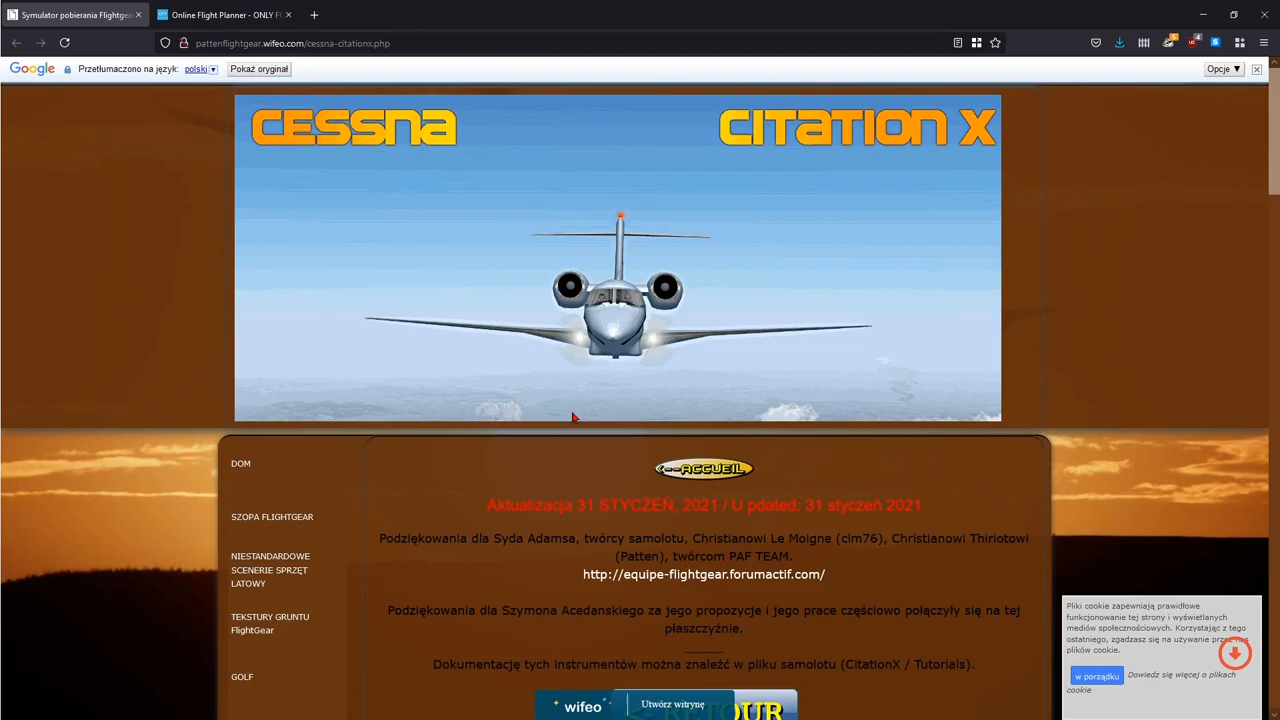 Symulator pobierania Flightgea
Online Flight Planner - ONLY FO
pattenflightgear.wifeo.com/cessna-citationx.php
5
4
Google Przetłumaczono na język: polski Pokaż oryginał Opcje
CESSNA CITATION X
DOM
SZOPA FLIGHTGEAR
NIESTANDARDOWE
SCENERIE SPRZĘT
LATOWY
TEKSTURY GRUNTU
FlightGear
GOLF
<--ACCUEIL
Aktualizacja 31 STYCZEŃ, 2021 / U pdated: 31 styczeń 2021
Podziękowania dla Syda Adamsa, twórcy samolotu, Christianowi Le Moigne (clm76), Christianowi Thiriotowi
(Patten), twórcom PAF TEAM.
http://equipe-flightgear.forumactif.com/
Podziękowania dla Szymona Acedanskiego za jego propozycje i jego prace częściowo połączyły się na tej
płaszczyźnie.
Dokumentację tych instrumentów można znaleźć w pliku samolotu (CitationX / Tutorials).
wifeo Utwórz witrynę
RETOUR
Pliki cookie zapewniają prawidłowe
funkcjonowanie tej strony i wyświetlanych
mediów społecznościowych. Korzystając z tego
ostatniego, zgadzasz się na używanie przez nas
plików cookie.
w porządku Dowiedz się więcej o plikach
cookie